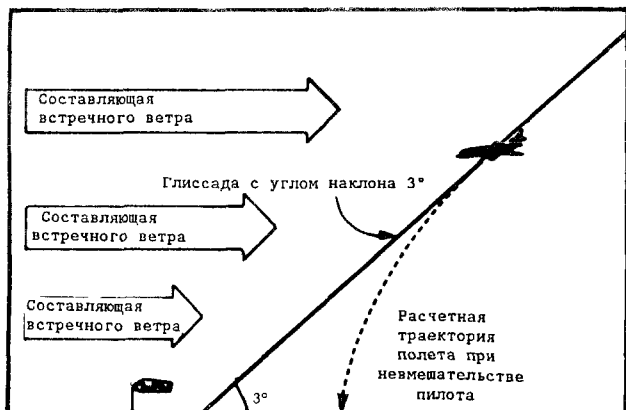 Составляющая
встречного ветра
Глиссада с углом наклона 3°
Составляющая
встречного ветра
Составляющая
встречного ветра
Расчетная
траектория
полета при
невмешательстве
пилота
3°